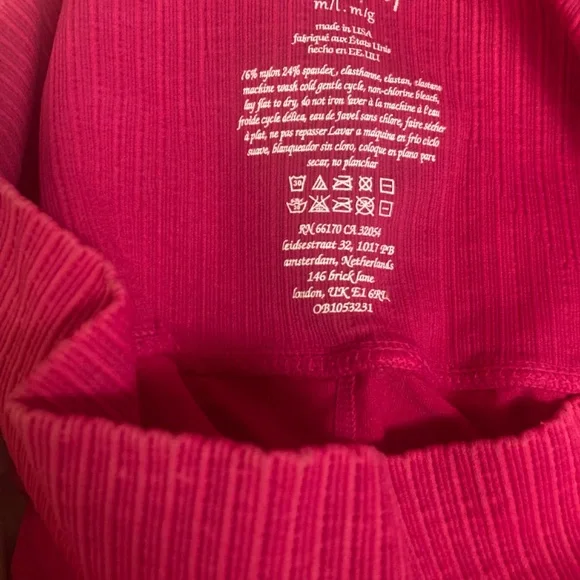 m/l . m/g
made in USA
fabriqué aux États Unis
hecho en EE.UU
76% nylon 24% spandex, elasthanne, elastan, elastano
machine wash cold gentle cycle, non-chlorine bleach,
lay flat to dry, do not iron laver à la machine à l'eau
froide cycle délica, eau de Javel sans chlore, faire sécher
à plat, ne pas repasser Lavar a máquina en frío ciclo
suave, blanqueador sin cloro, coloque en plano para
secar, no planchar
30
RN 66170 CA 32054
leidsestraat 32, 1017 PB
amsterdam, Netherlands
146 brick lane
london, UK E1 6RU
OB1053231